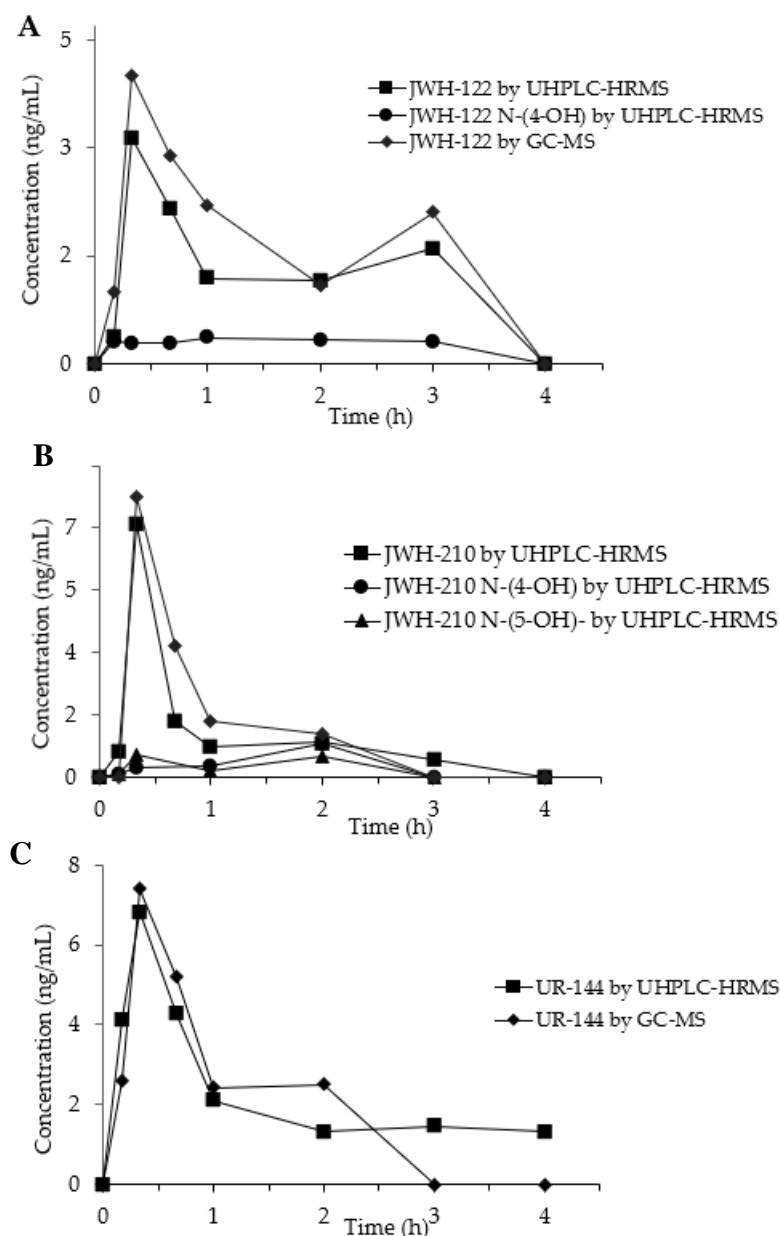 A
Concentration (ng/mL)
5
3
2
0
JWH-122 by UHPLC-HRMS
JWH-122 N-(4-OH) by UHPLC-HRMS
JWH-122 by GC-MS
0 1 2 3 4
Time (h)
B
Concentration (ng/mL)
7
5
4
2
0
JWH-210 by UHPLC-HRMS
JWH-210 N-(4-OH) by UHPLC-HRMS
JWH-210 N-(5-OH)- by UHPLC-HRMS
0 1 2 3 4
Time (h)
C
Concentration (ng/mL)
8
6
4
2
0
UR-144 by UHPLC-HRMS
UR-144 by GC-MS
0 1 2 3 4
Time (h)